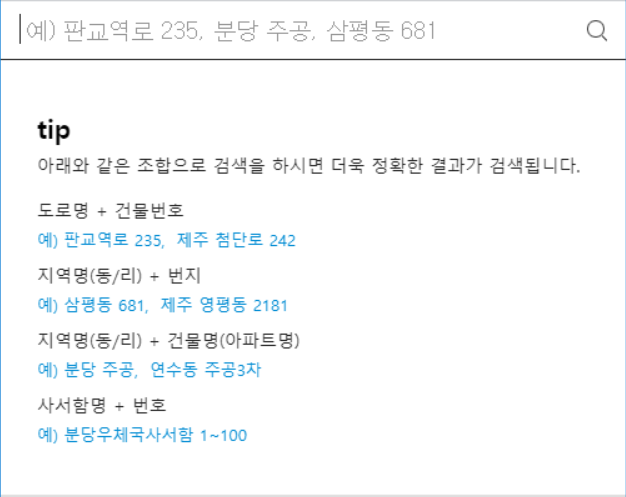 예) 판교역로 235, 분당 주공, 삼평동 681
tip
아래와 같은 조합으로 검색을 하시면 더욱 정확한 결과가 검색됩니다.
도로명 + 건물번호
예) 판교역로 235, 제주 첨단로 242
지역명(동/리) + 번지
예) 삼평동 681, 제주 영평동 2181
지역명(동/리) + 건물명(아파트명)
예) 분당 주공, 연수동 주공3차
사서함명 + 번호
예) 분당우체국사서함 1~100